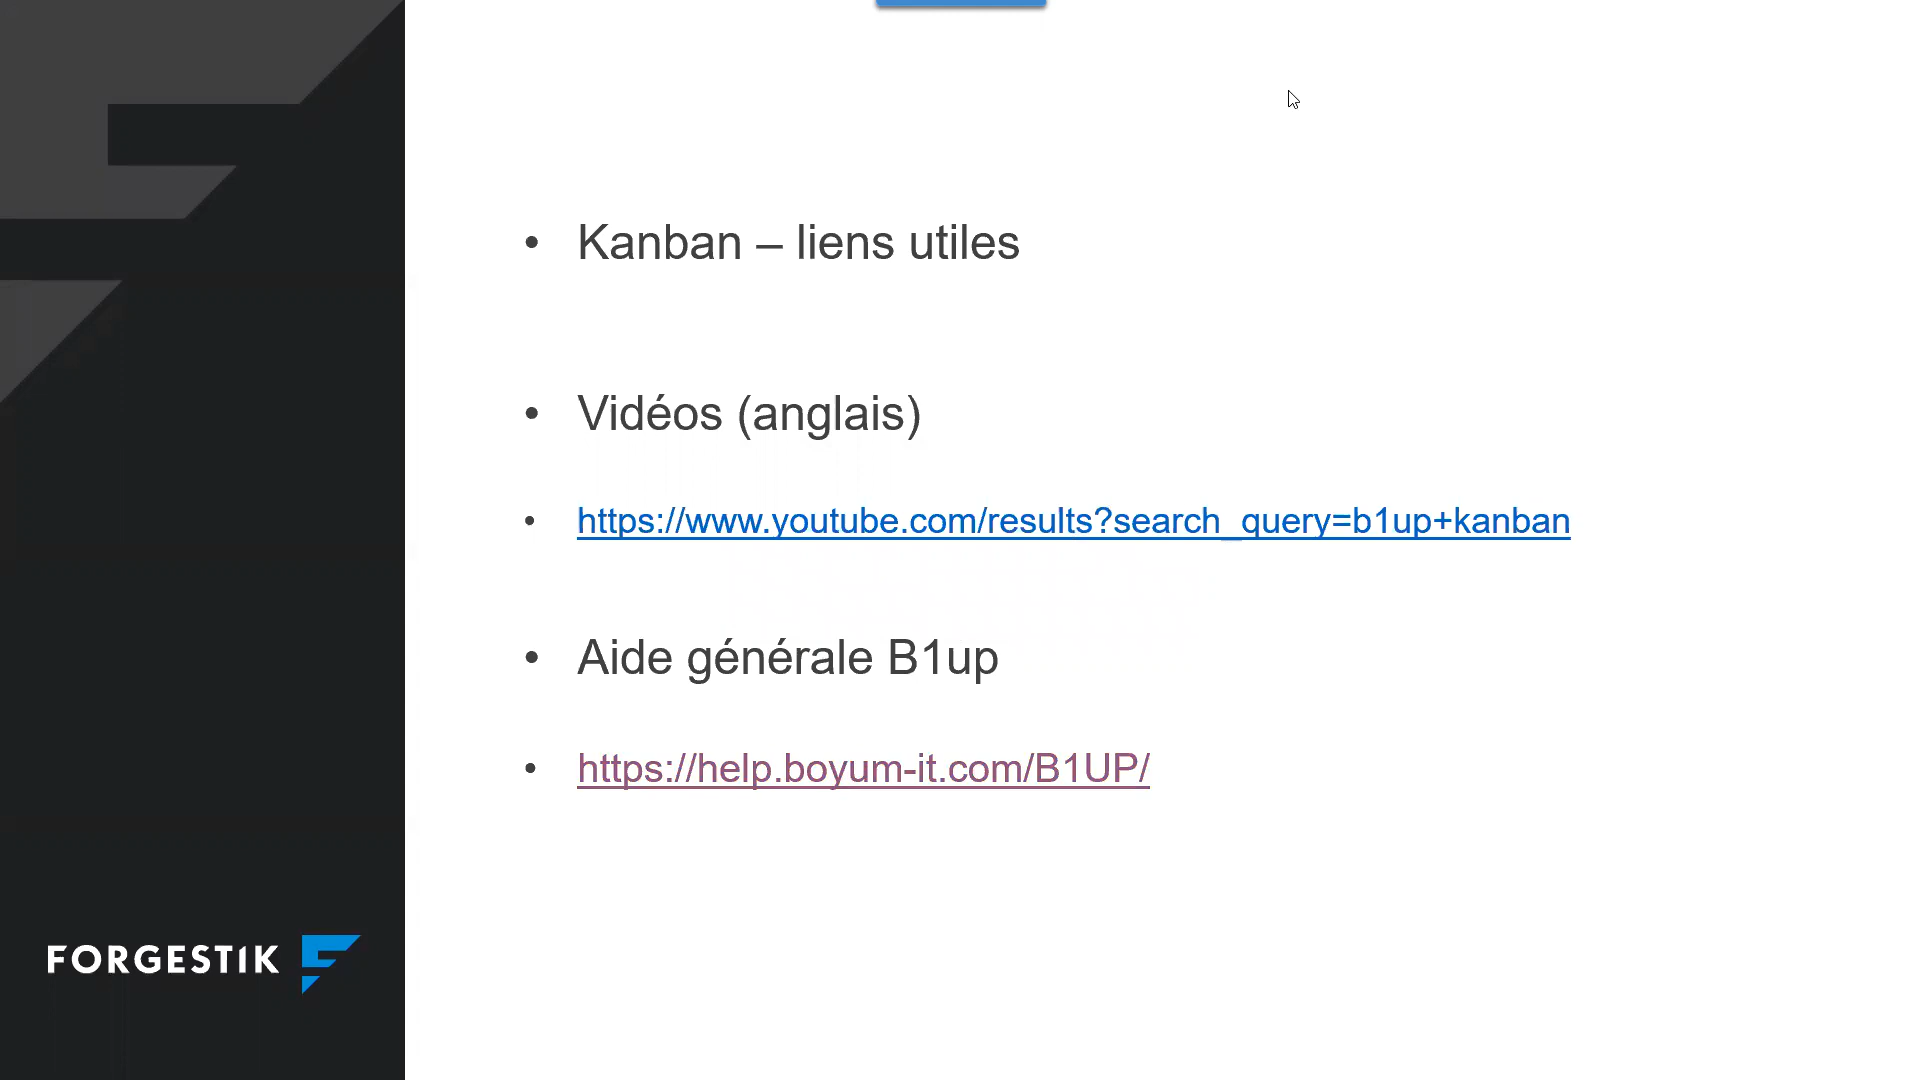 • Kanban – liens utiles
• Vidéos (anglais)
• https://www.youtube.com/results?search_query=b1up+kanban
• Aide générale B1up
• https://help.boyum-it.com/B1UP/
FORGESTIK